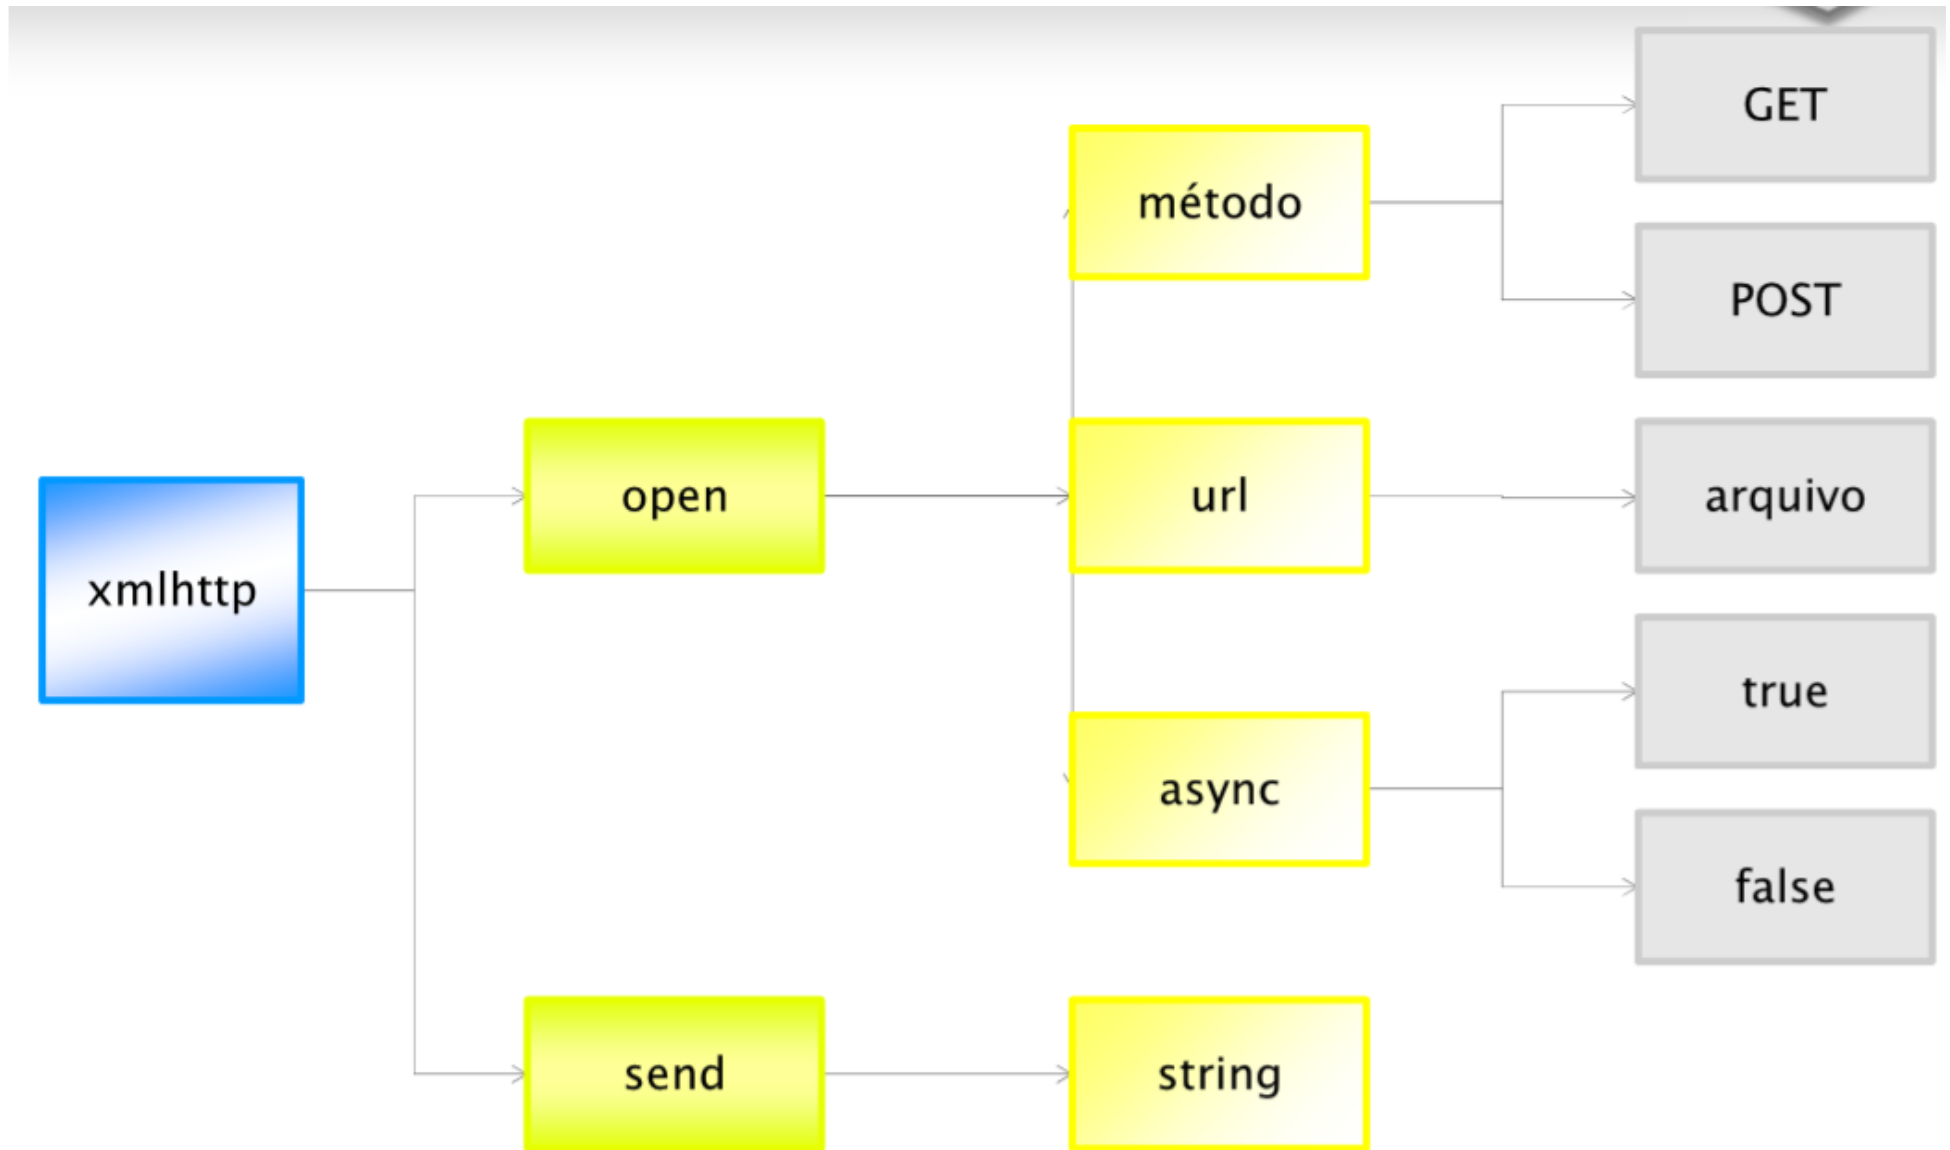 xmlhttp
open
send
método
url
async
string
GET
POST
arquivo
true
false